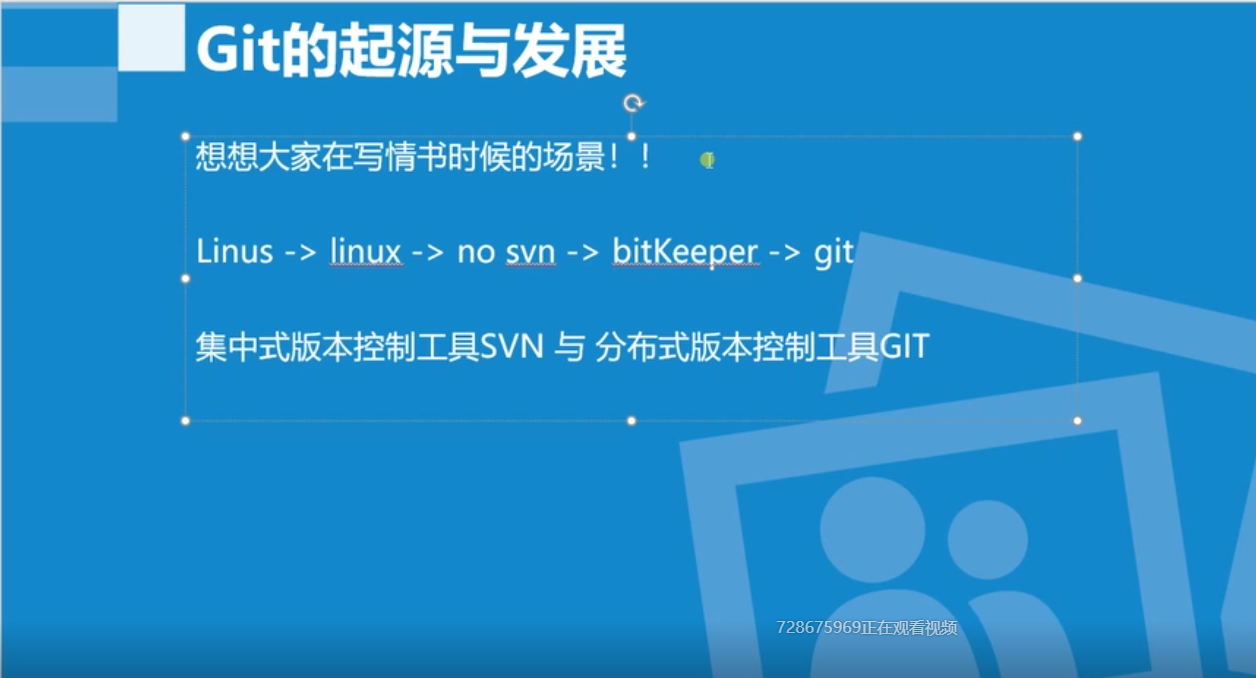 Git的起源与发展
想想大家在写情书时候的场景！！
Linus -> linux -> no svn -> bitKeeper -> git
集中式版本控制工具SVN 与 分布式版本控制工具GIT
728675969正在观看视频